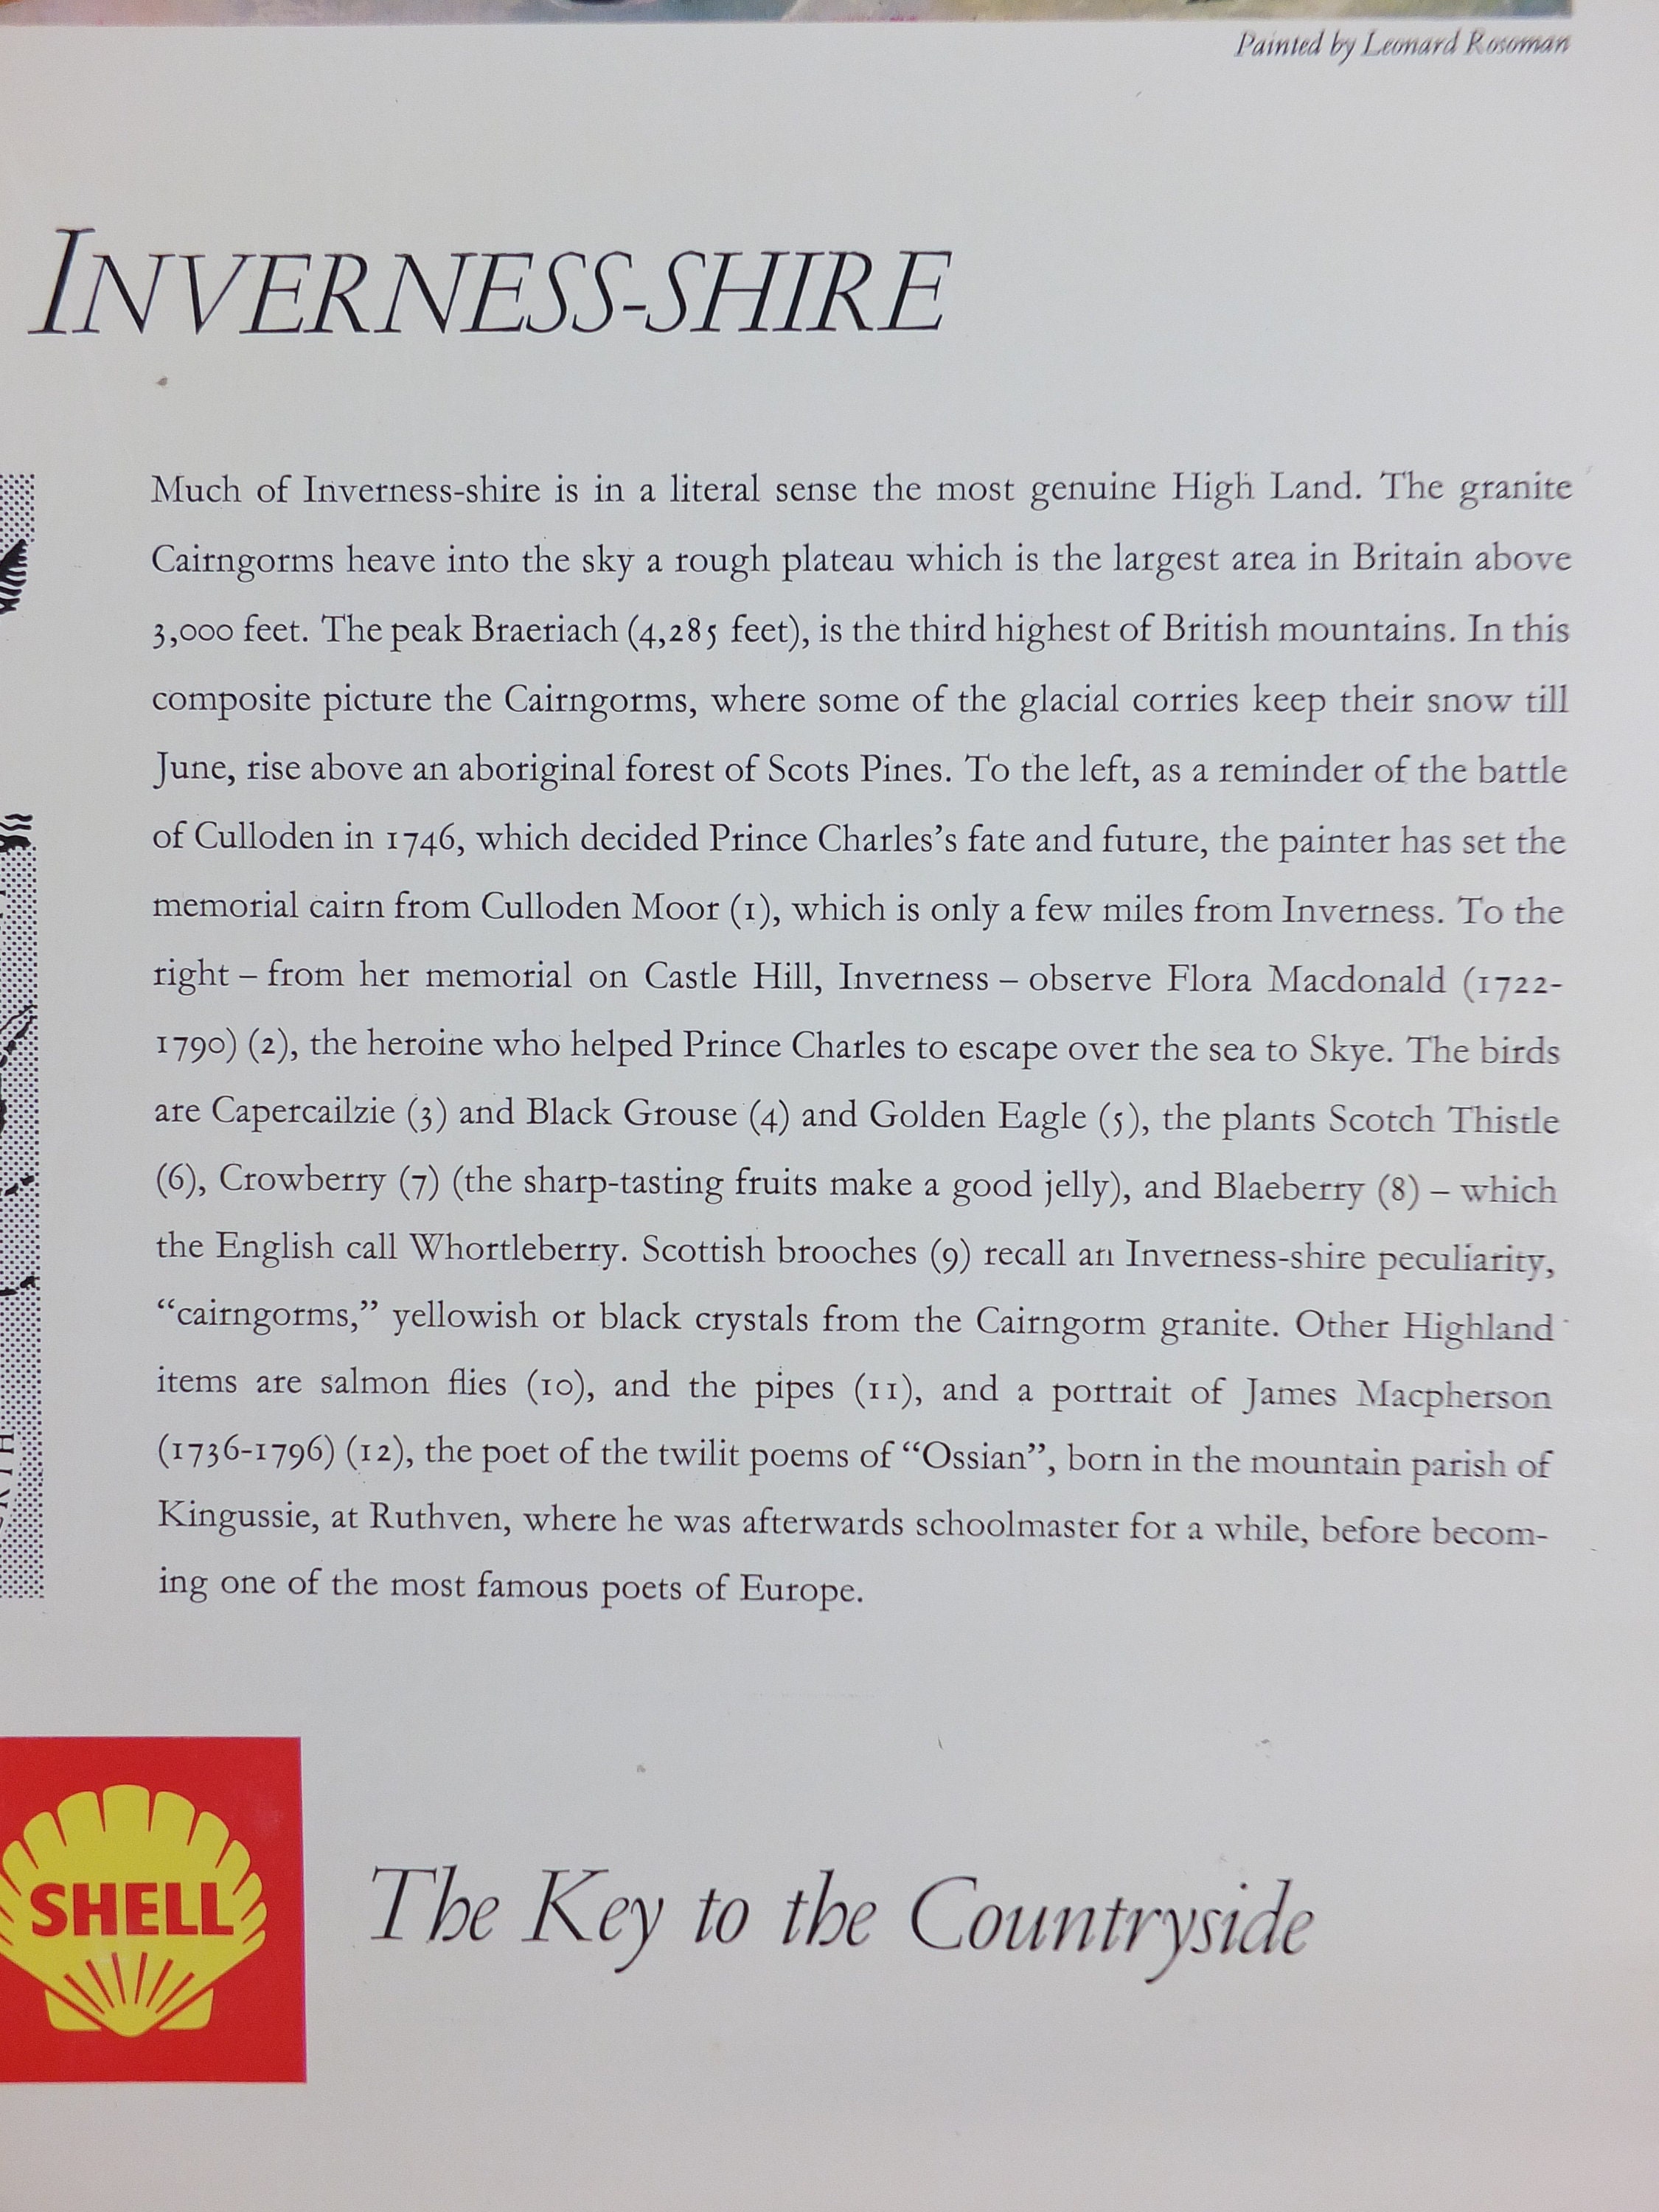 Painted by Leonard Rosoman
INVERNESS-SHIRE
Much of Inverness-shire is in a literal sense the most genuine High Land. The granite
Cairngorms heave into the sky a rough plateau which is the largest area in Britain above
3,000 feet. The peak Braeriach (4,285 feet), is the third highest of British mountains. In this
composite picture the Cairngorms, where some of the glacial corries keep their snow till
June, rise above an aboriginal forest of Scots Pines. To the left, as a reminder of the battle
of Culloden in 1746, which decided Prince Charles’s fate and future, the painter has set the
memorial cairn from Culloden Moor (1), which is only a few miles from Inverness. To the
right – from her memorial on Castle Hill, Inverness – observe Flora Macdonald (1722-
1790) (2), the heroine who helped Prince Charles to escape over the sea to Skye. The birds
are Capercailzie (3) and Black Grouse (4) and Golden Eagle (5), the plants Scotch Thistle
(6), Crowberry (7) (the sharp-tasting fruits make a good jelly), and Blaeberry (8) – which
the English call Whortleberry. Scottish brooches (9) recall an Inverness-shire peculiarity,
“cairngorms,” yellowish or black crystals from the Cairngorm granite. Other Highland
items are salmon flies (10), and the pipes (11), and a portrait of James Macpherson
(1736-1796) (12), the poet of the twilit poems of “Ossian”, born in the mountain parish of
Kingussie, at Ruthven, where he was afterwards schoolmaster for a while, before becom-
ing one of the most famous poets of Europe.
SHELL
The Key to the Countryside